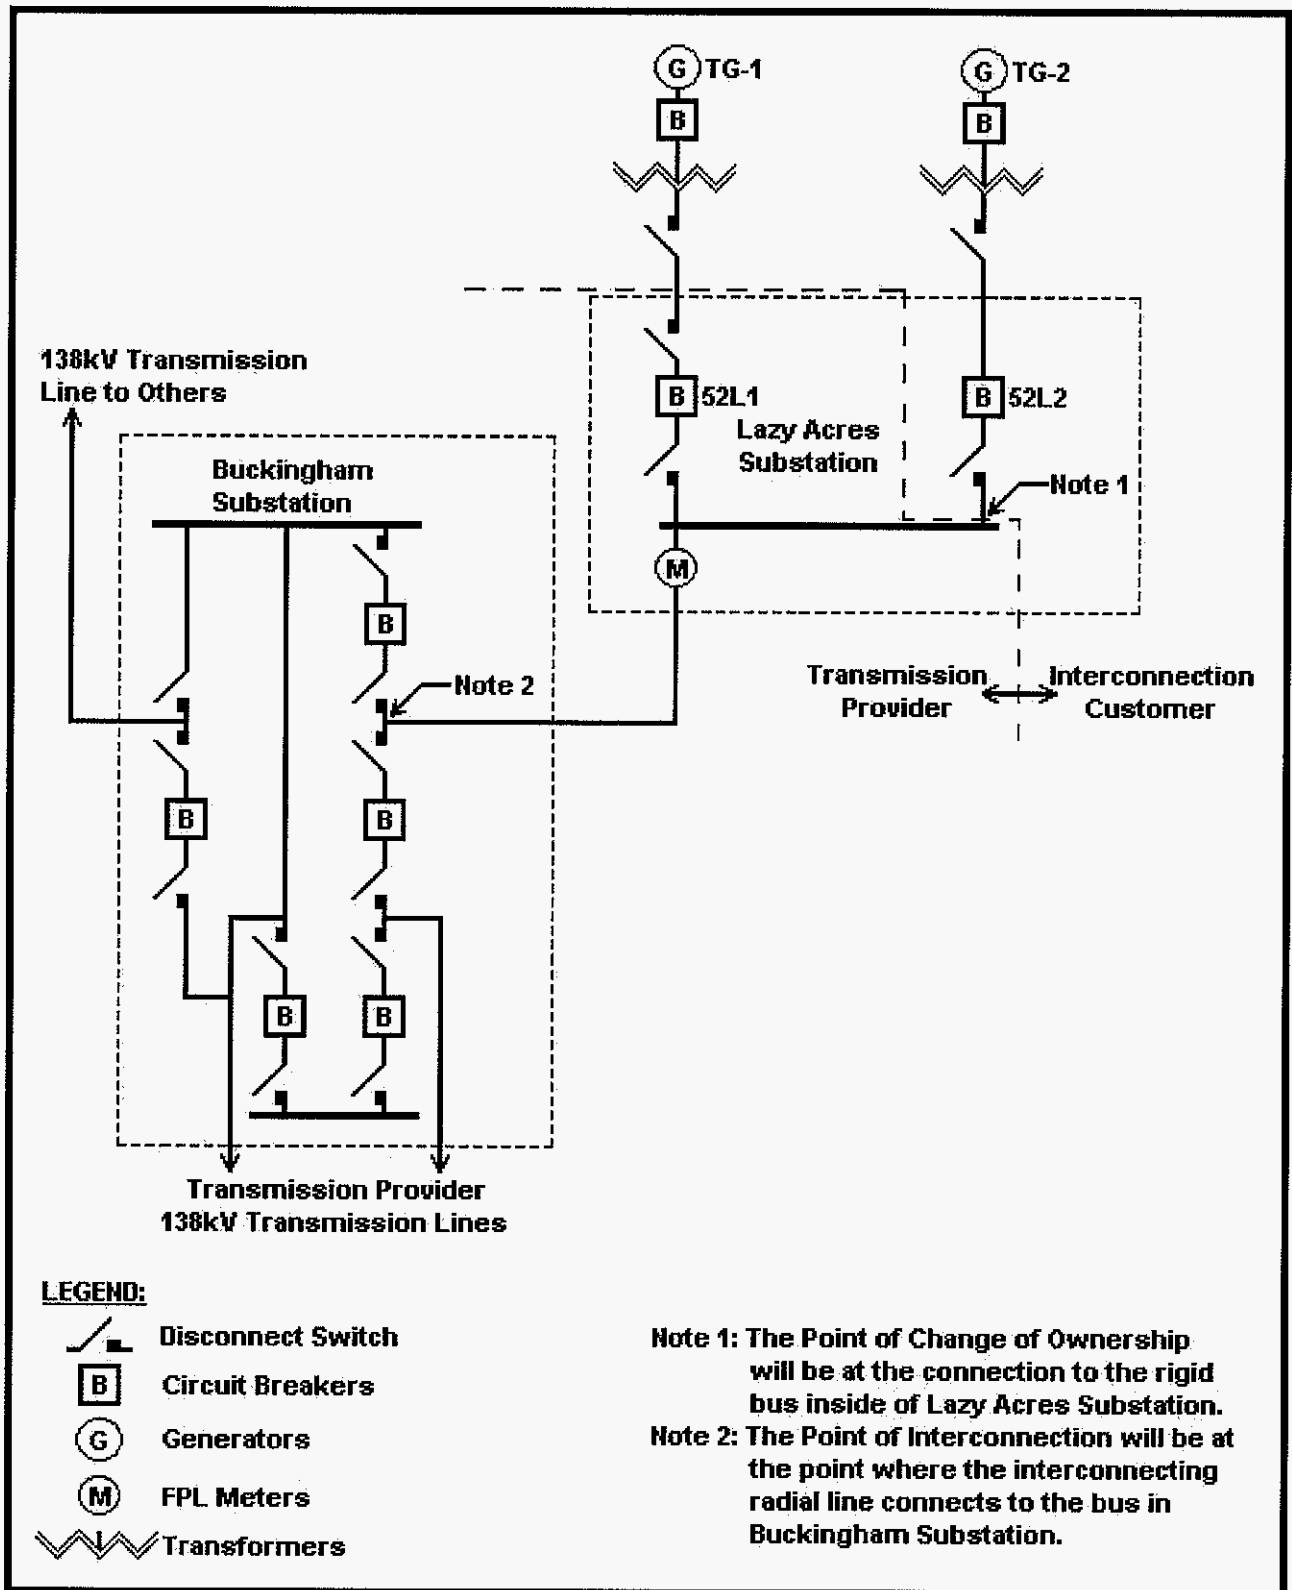 G TG-1
G TG-2
B
B
138kV Transmission
Line to Others
B 52L1
B 52L2
Lazy Acres
Substation
Note 1
Buckingham
Substation
M
B
Note 2
Transmission
Provider
Interconnection
Customer
B
B
B
B
Transmission Provider
138kV Transmission Lines
LEGEND:
Disconnect Switch
B Circuit Breakers
G Generators
M FPL Meters
Transformers
Note 1: The Point of Change of Ownership
will be at the connection to the rigid
bus inside of Lazy Acres Substation.
Note 2: The Point of Interconnection will be at
the point where the interconnecting
radial line connects to the bus in
Buckingham Substation.